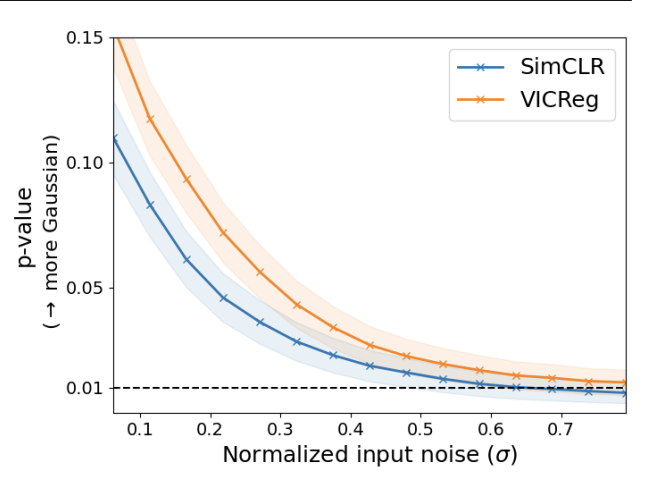 0.15
0.10
0.05
0.01
p-value
(→ more Gaussian)
SimCLR
VICReg
0.1 0.2 0.3 0.4 0.5 0.6 0.7
Normalized input noise (σ)